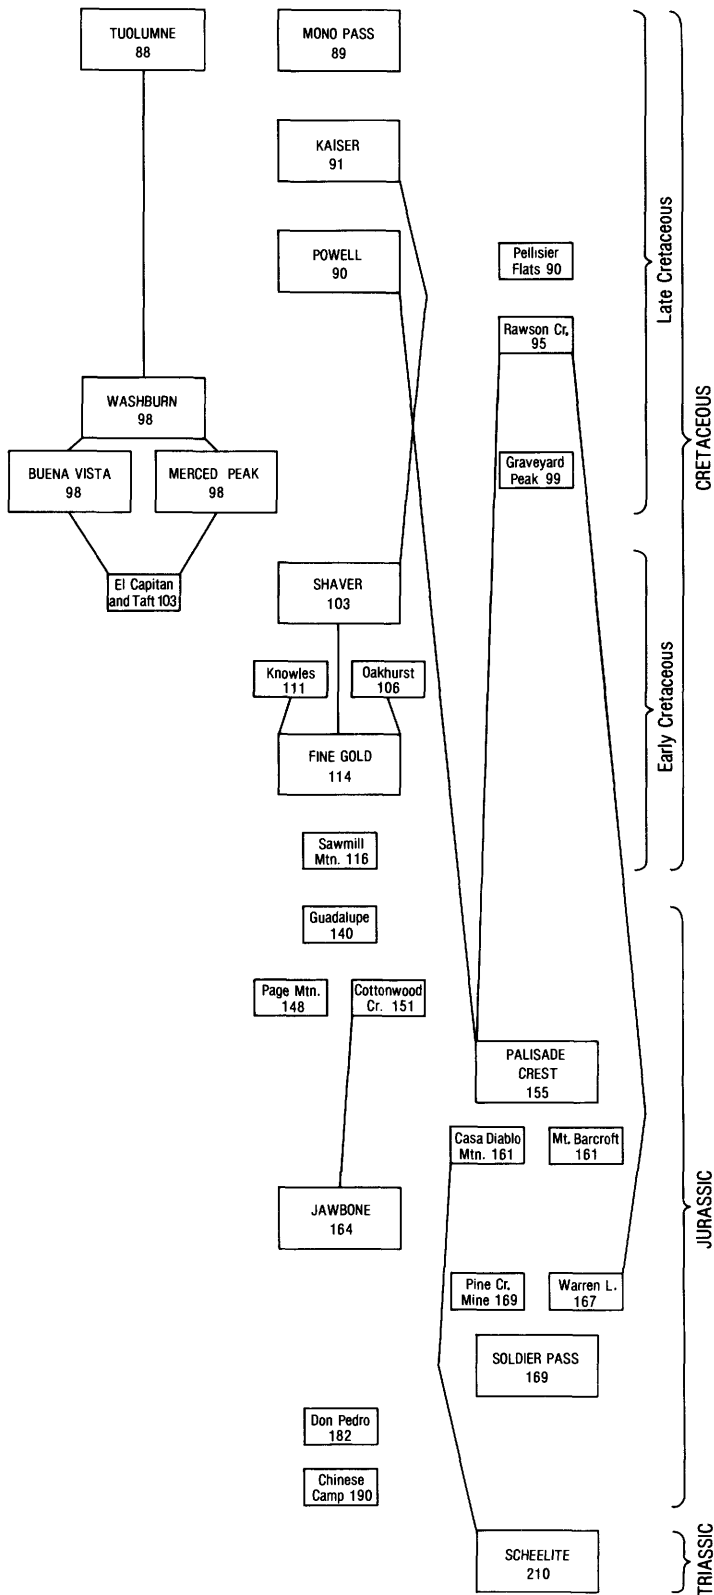 TUOLUMNE
88
MONO PASS
89
KAISER
91
POWELL
90
Pellisier
Flats 90
Rawson Cr.
95
WASHBURN
98
BUENA VISTA
98
MERCED PEAK
98
Graveyard
Peak 99
El Capitan
and Taft 103
SHAVER
103
Knowles
111
Oakhurst
106
FINE GOLD
114
Sawmill
Mtn. 116
Guadalupe
140
Page Mtn.
148
Cottonwood
Cr. 151
PALISADE
CREST
155
Casa Diablo
Mtn. 161
Mt. Barcroft
161
JAWBONE
164
Pine Cr.
Mine 169
Warren L.
167
SOLDIER PASS
169
Don Pedro
182
Chinese
Camp 190
SCHEELITE
210
Late Cretaceous
Early Cretaceous
CRETACEOUS
JURASSIC
TRIASSIC